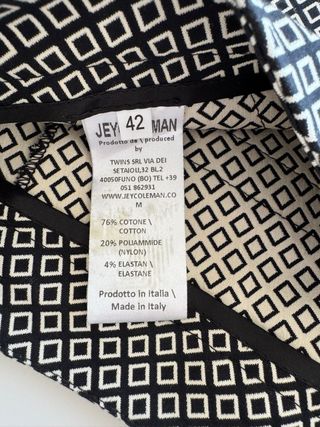 JEY 42 MAN
Prodotto da \ produced
by
TWINS SRL VIA DEI
SETAIOLI,32 BL.2
40050FUNO (BO) TEL +39
051 862931
WWW.JEYCOLEMAN.CO
M
76% COTONE \
COTTON
20% POLIAMMIDE
(NYLON)
4% ELASTAN \
ELASTANE
Prodotto in Italia \
Made in Italy